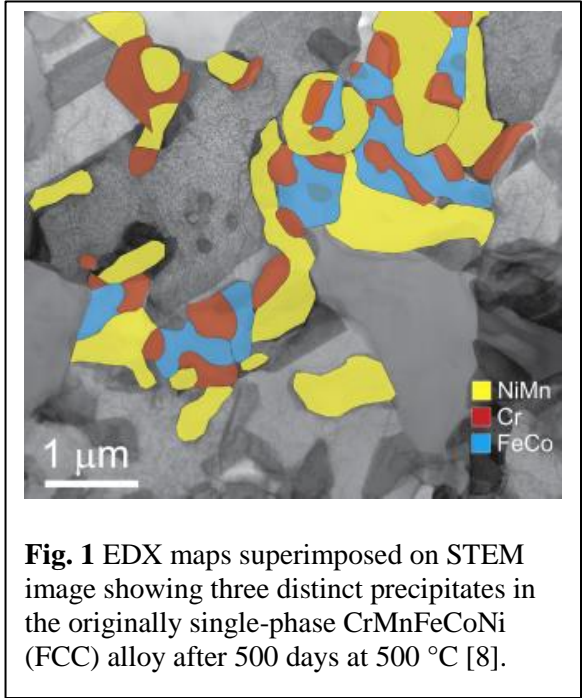 NiMn
Cr
FeCo
1 μm
Fig. 1 EDX maps superimposed on STEM
image showing three distinct precipitates in
the originally single-phase CrMnFeCoNi
(FCC) alloy after 500 days at 500 °C [8].